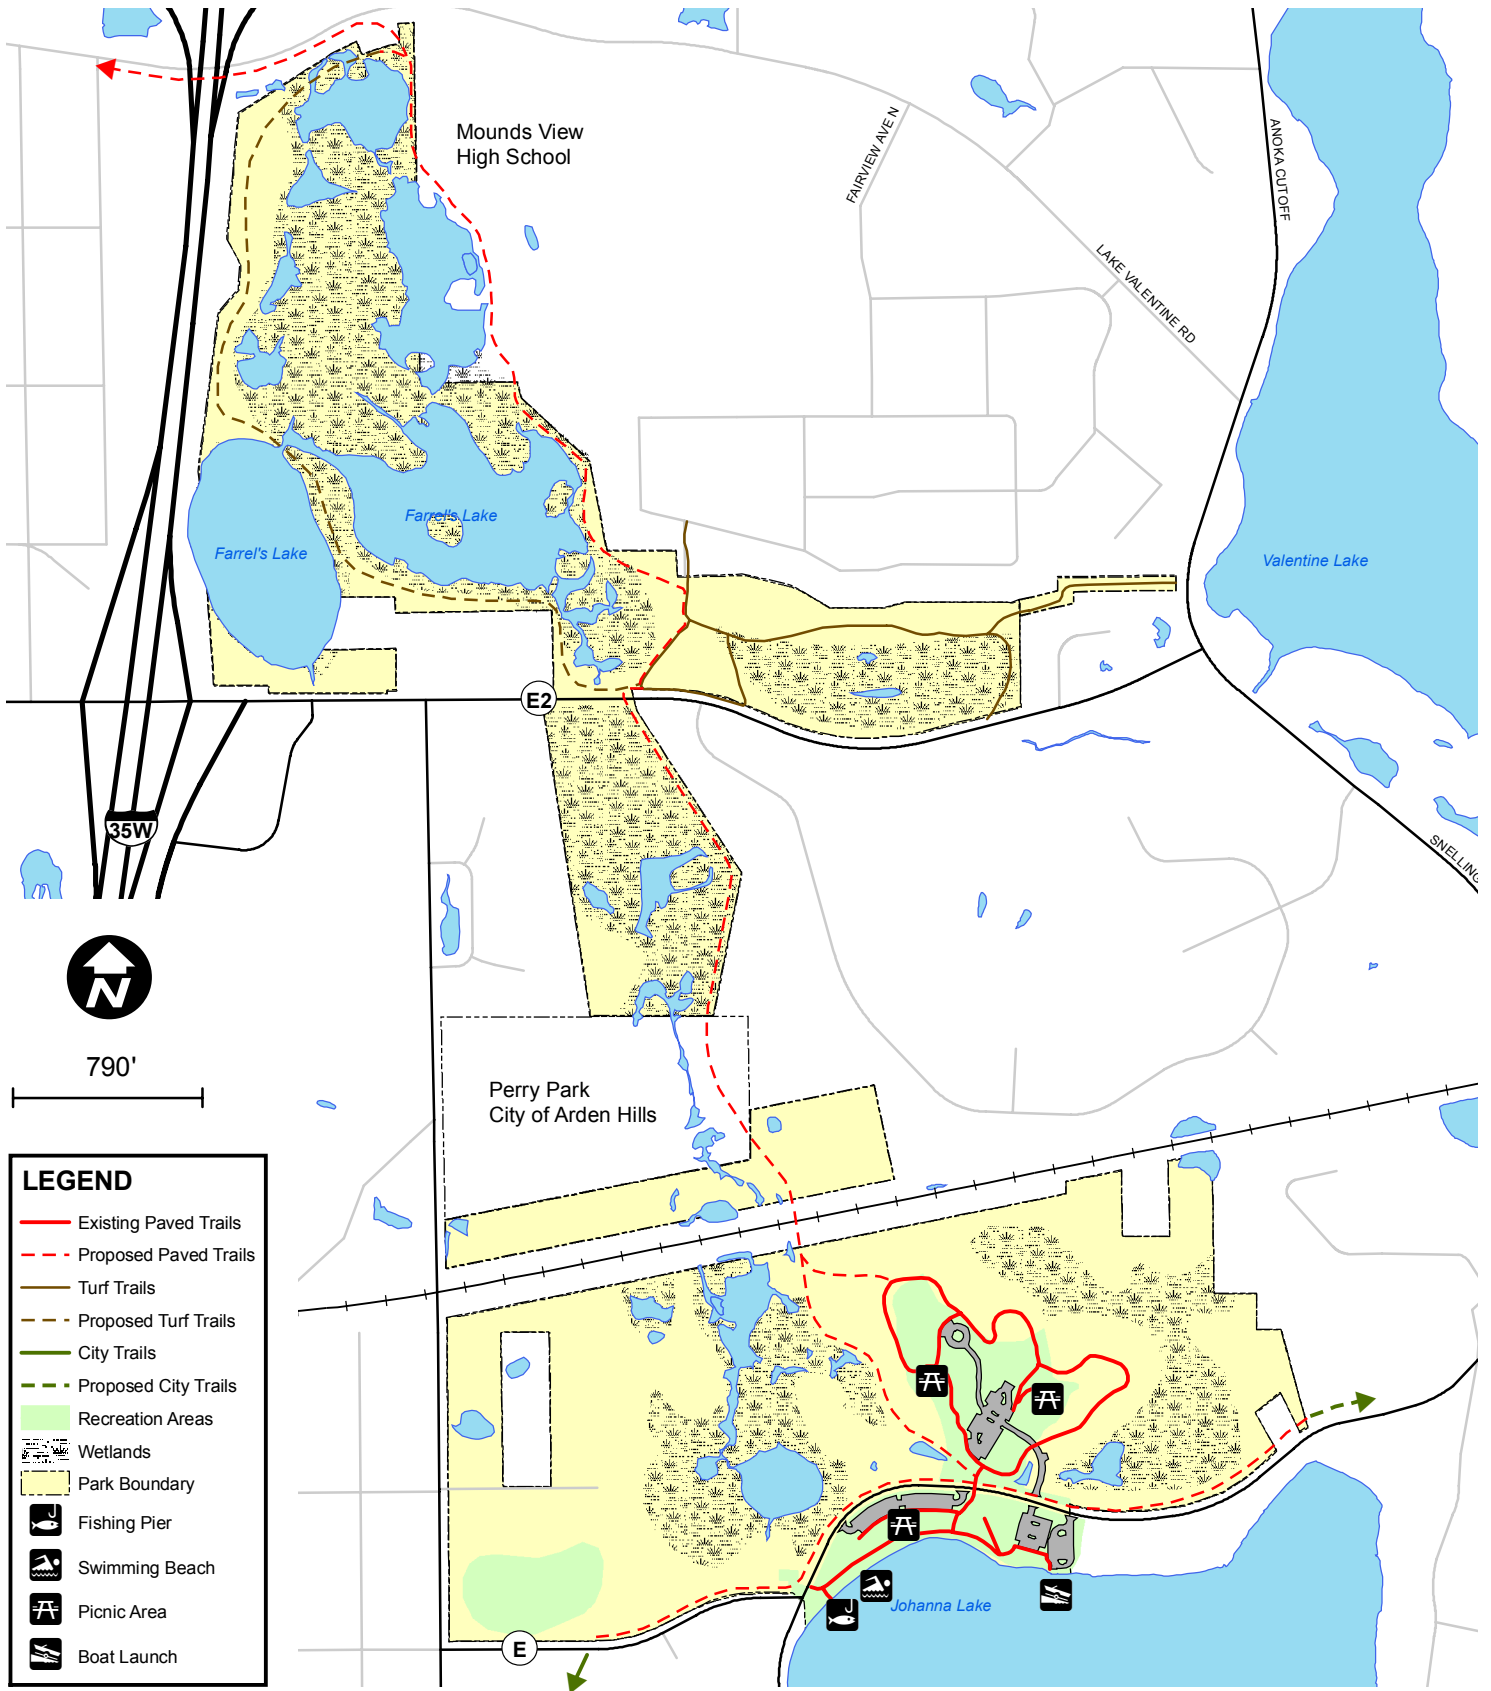 Mounds View
High School
FAIRVIEW AVE N
ANOKA CUTOFF
LAKE VALENTINE RD
Farrel's Lake
Farrel's Lake
Valentine Lake
E2
35W
SNELLING
N
790'
Perry Park
City of Arden Hills
LEGEND
Existing Paved Trails
Proposed Paved Trails
Turf Trails
Proposed Turf Trails
City Trails
Proposed City Trails
Recreation Areas
Wetlands
Park Boundary
Fishing Pier
Swimming Beach
Picnic Area
Boat Launch
Johanna Lake
E